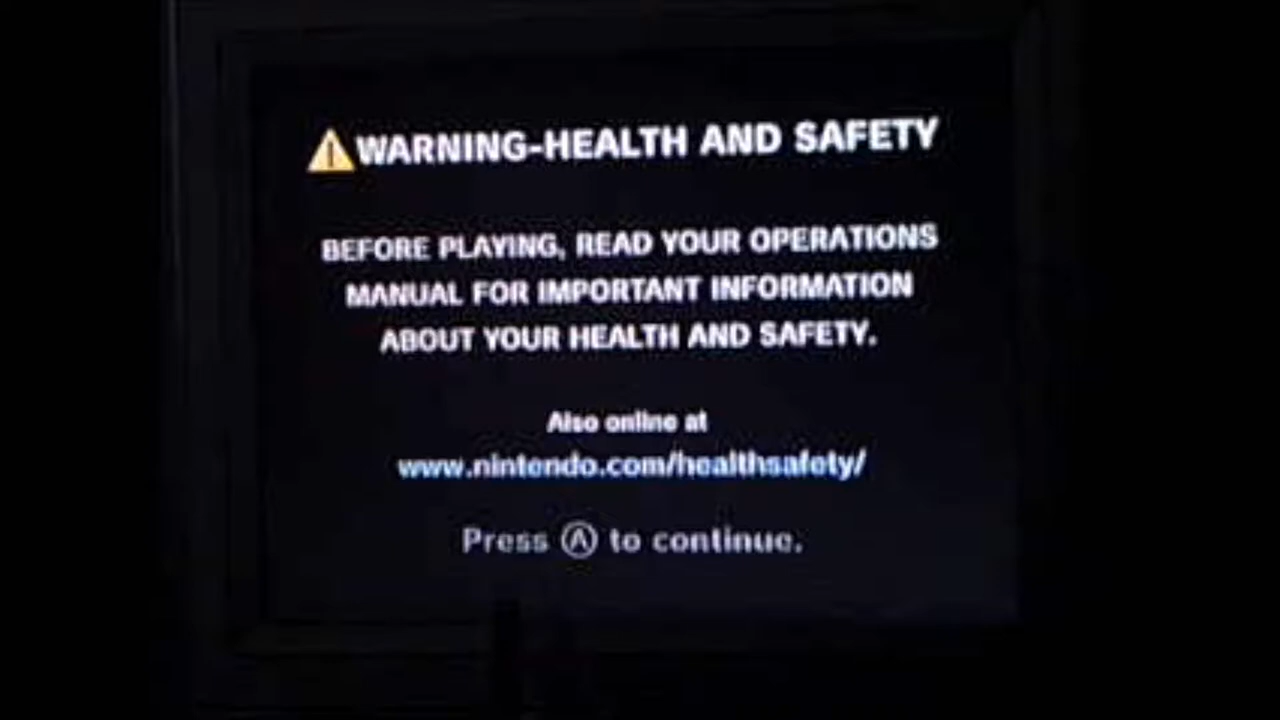 WARNING-HEALTH AND SAFETY
BEFORE PLAYING, READ YOUR OPERATIONS
MANUAL FOR IMPORTANT INFORMATION
ABOUT YOUR HEALTH AND SAFETY.
Also online at
www.nintendo.com/healthsafety/
Press Ⓐ to continue.